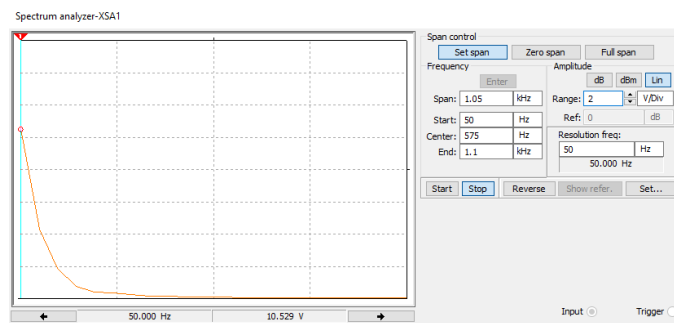 Spectrum analyzer-XSA1
1
50.000 Hz 10.529 V
Span control
Set span Zero span Full span
Frequency
Enter
Span: 1.05 kHz
Start: 50 Hz
Center: 575 Hz
End: 1.1 kHz
Amplitude
dB dBm Lin
Range: 2 V/Div
Ref: 0 dB
Resolution freq:
50 Hz
50.000 Hz
Start Stop Reverse Show refer. Set...
Input Trigger